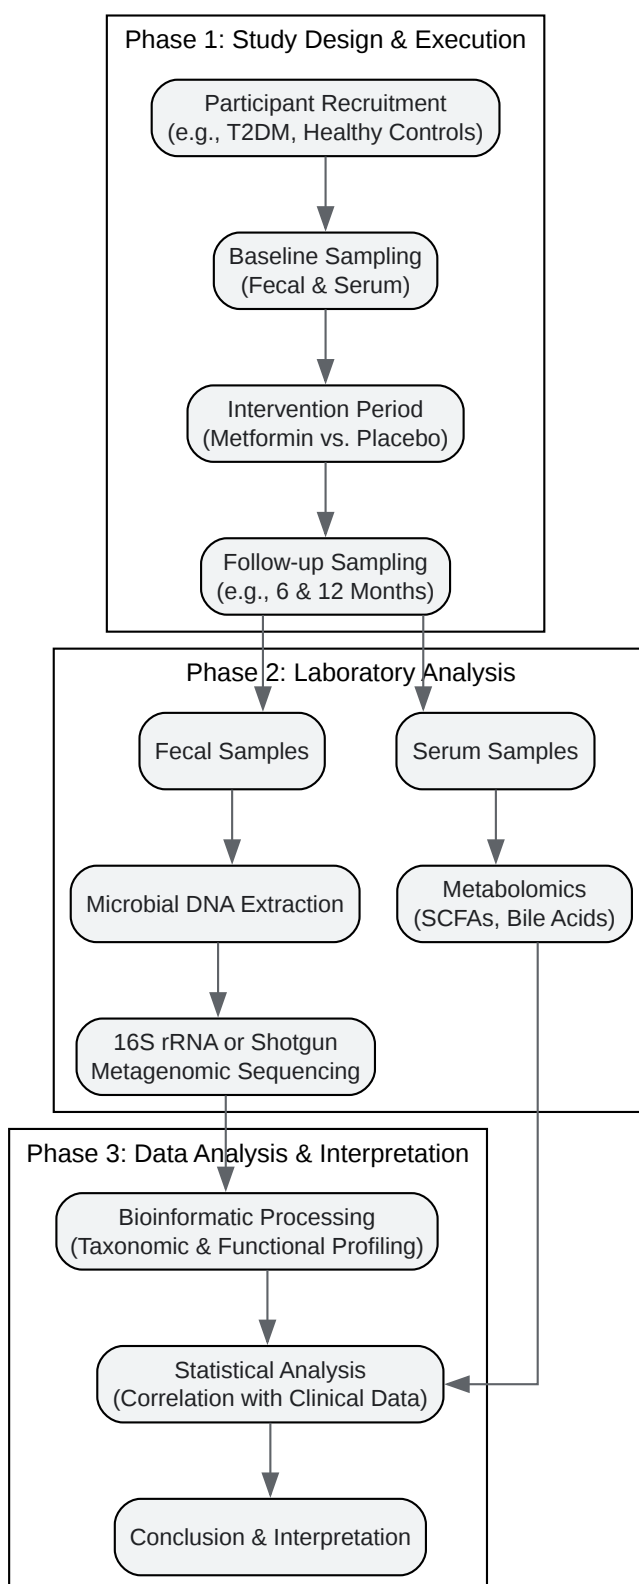 Phase 1: Study Design & Execution
Participant Recruitment
(e.g., T2DM, Healthy Controls)
Baseline Sampling
(Fecal & Serum)
Intervention Period
(Metformin vs. Placebo)
Follow-up Sampling
(e.g., 6 & 12 Months)
Phase 2: Laboratory Analysis
Fecal Samples
Serum Samples
Microbial DNA Extraction
Metabolomics
(SCFAs, Bile Acids)
16S rRNA or Shotgun
Metagenomic Sequencing
Phase 3: Data Analysis & Interpretation
Bioinformatic Processing
(Taxonomic & Functional Profiling)
Statistical Analysis
(Correlation with Clinical Data)
Conclusion & Interpretation